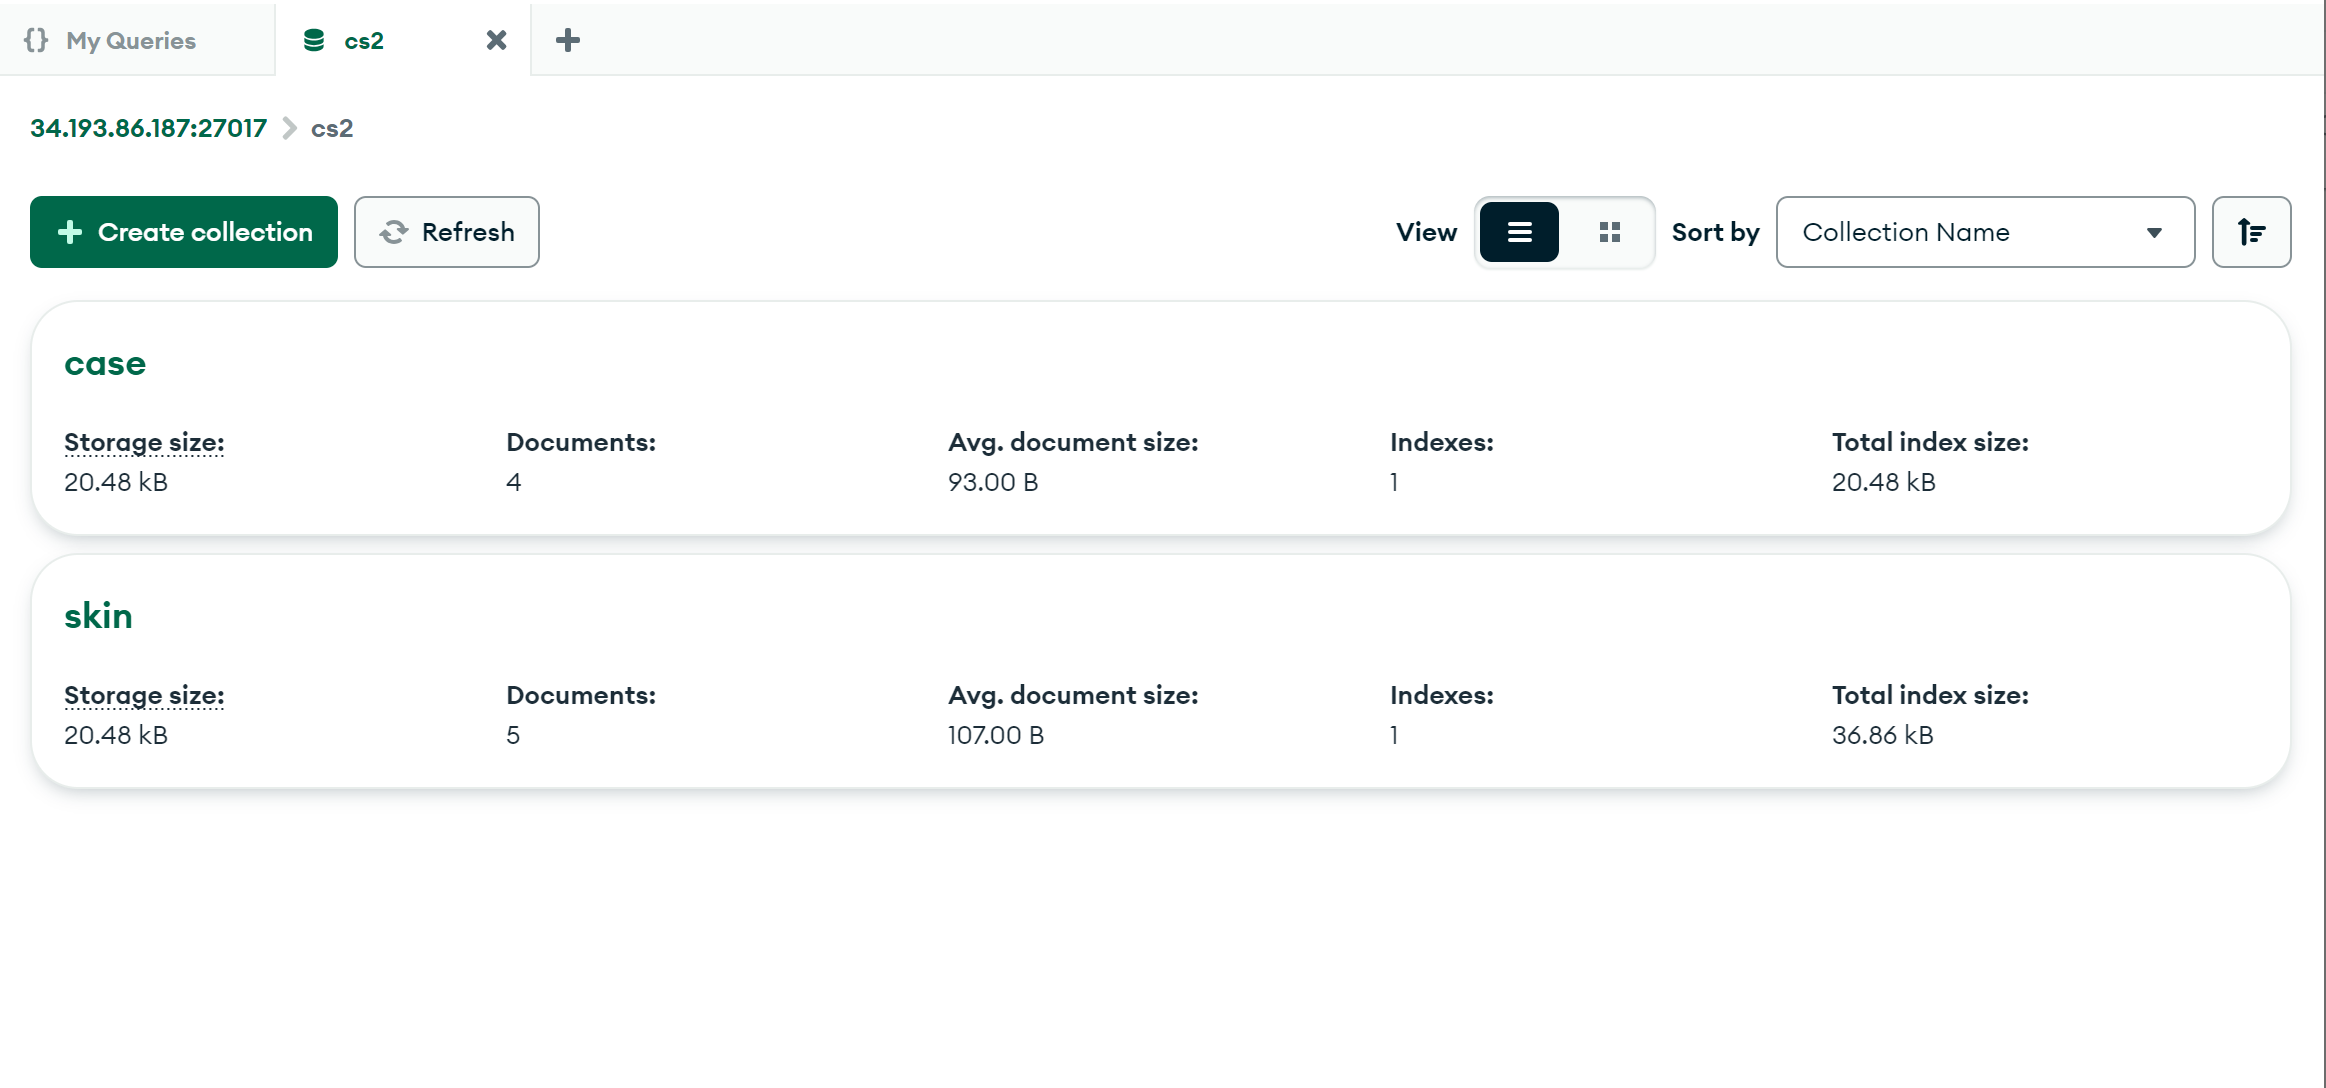 {} My Queries cs2
34.193.86.187:27017 cs2
Create collection Refresh View Sort by Collection Name
case
Storage size: Documents: Avg. document size: Indexes: Total index size:
20.48 kB 4 93.00 B 1 20.48 kB
skin
Storage size: Documents: Avg. document size: Indexes: Total index size:
20.48 kB 5 107.00 B 1 36.86 kB